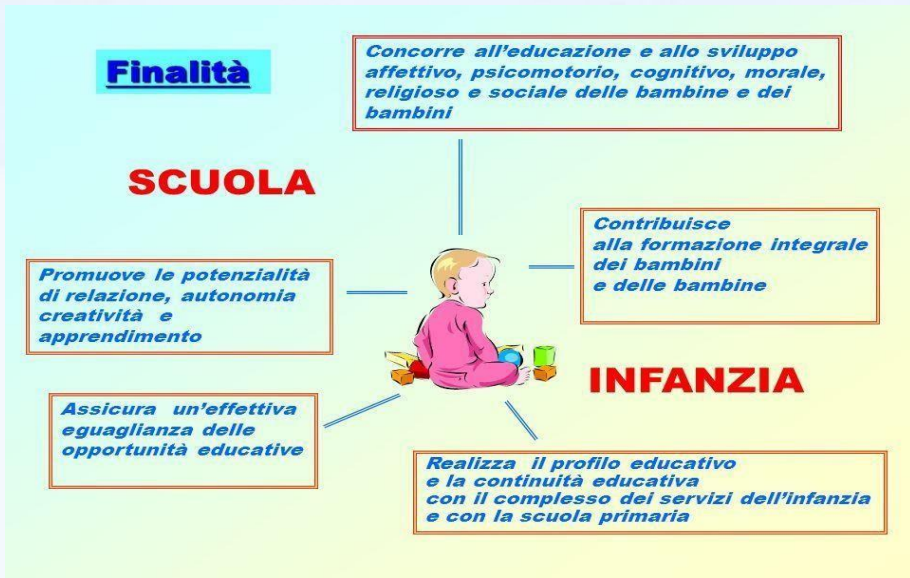 Finalità
Concorre all'educazione e allo sviluppo
affettivo, psicomotorio, cognitivo, morale,
religioso e sociale delle bambine e dei
bambini
SCUOLA
Contribuisce
alla formazione integrale
dei bambini
e delle bambine
Promuove le potenzialità
di relazione, autonomia
creatività e
apprendimento
INFANZIA
Assicura un'effettiva
eguaglianza delle
opportunità educative
Realizza il profilo educativo
e la continuità educativa
con il complesso dei servizi dell'infanzia
e con la scuola primaria